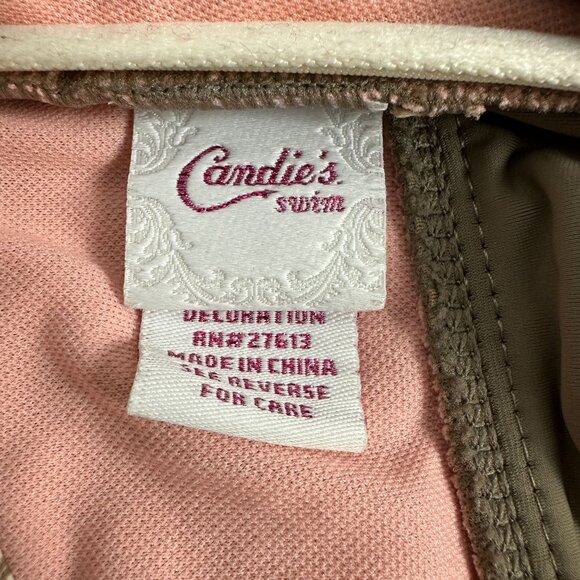 Candie's
swim
DECORATION
RN# 27613
MADE IN CHINA
SEE REVERSE
FOR CARE